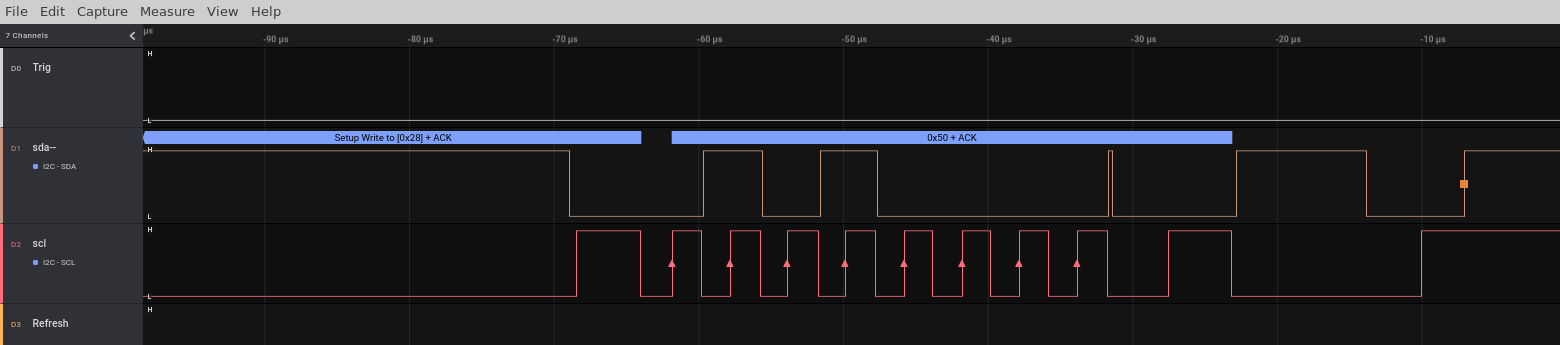 File Edit Capture Measure View Help
7 Channels
µs
-90 µs -80 µs -70 µs -60 µs -50 µs -40 µs -30 µs -20 µs -10 µs
D0 Trig
H
L
D1 sda--
I2C - SDA
Setup Write to [0x28] + ACK
0x50 + ACK
H
L
D2 scl
I2C - SCL
H
L
D3 Refresh
H